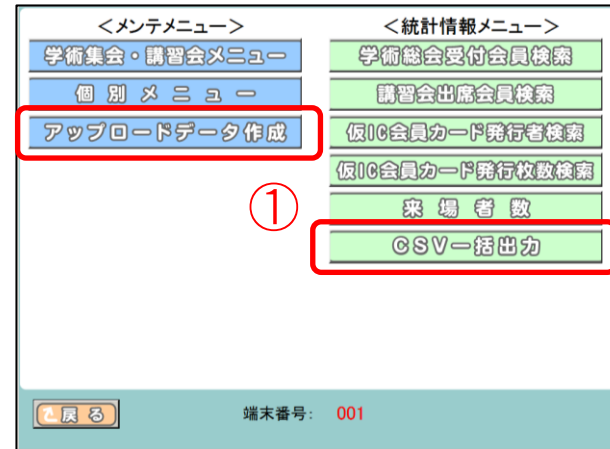 <メンテメニュー>
学術集会・講習会メニュー
個別メニュー
アップロードデータ作成
<統計情報メニュー>
学術総会受付会員検索
講習会出席会員検索
仮IC会員カード発行者検索
仮IC会員カード発行枚数検索
来場者数
CSV一括出力
①
戻る
端末番号: 001